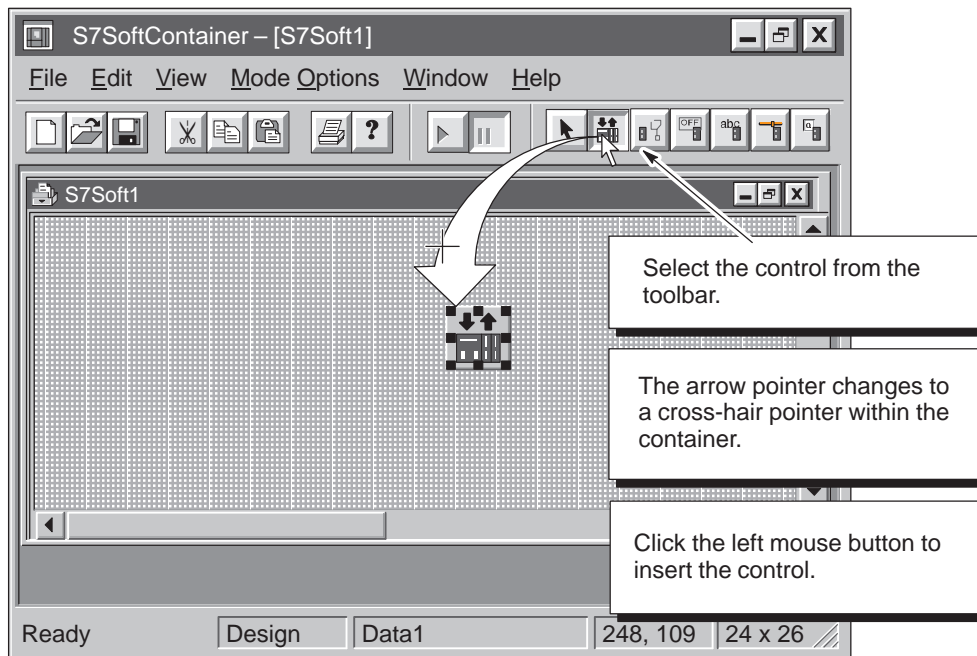 S7SoftContainer – [S7Soft1]
File Edit View Mode Options Window Help
? OFF abc a
S7Soft1
Select the control from the
toolbar.
The arrow pointer changes to
a cross-hair pointer within the
container.
Click the left mouse button to
insert the control.
Ready Design Data1 248, 109 24 x 26